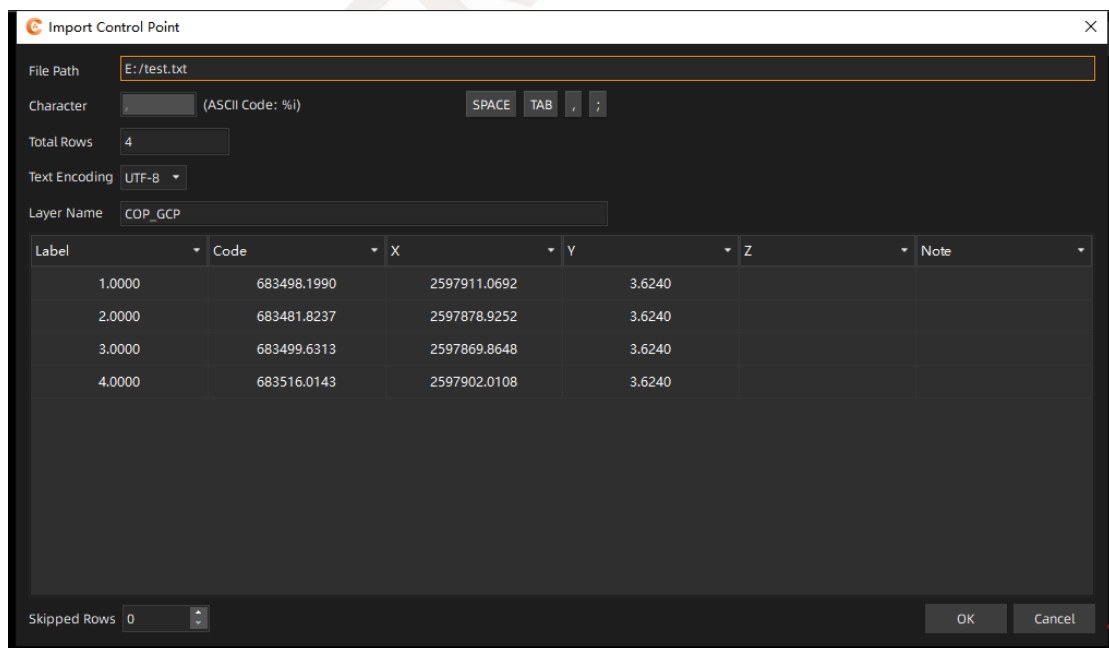 Import Control Point
File Path E:/test.txt
Character , (ASCII Code: %i) SPACE TAB , ;
Total Rows 4
Text Encoding UTF-8
Layer Name COP_GCP
Label Code X Y Z Note
1.0000 683498.1990 2597911.0692 3.6240
2.0000 683481.8237 2597878.9252 3.6240
3.0000 683499.6313 2597869.8648 3.6240
4.0000 683516.0143 2597902.0108 3.6240
Skipped Rows 0 OK Cancel